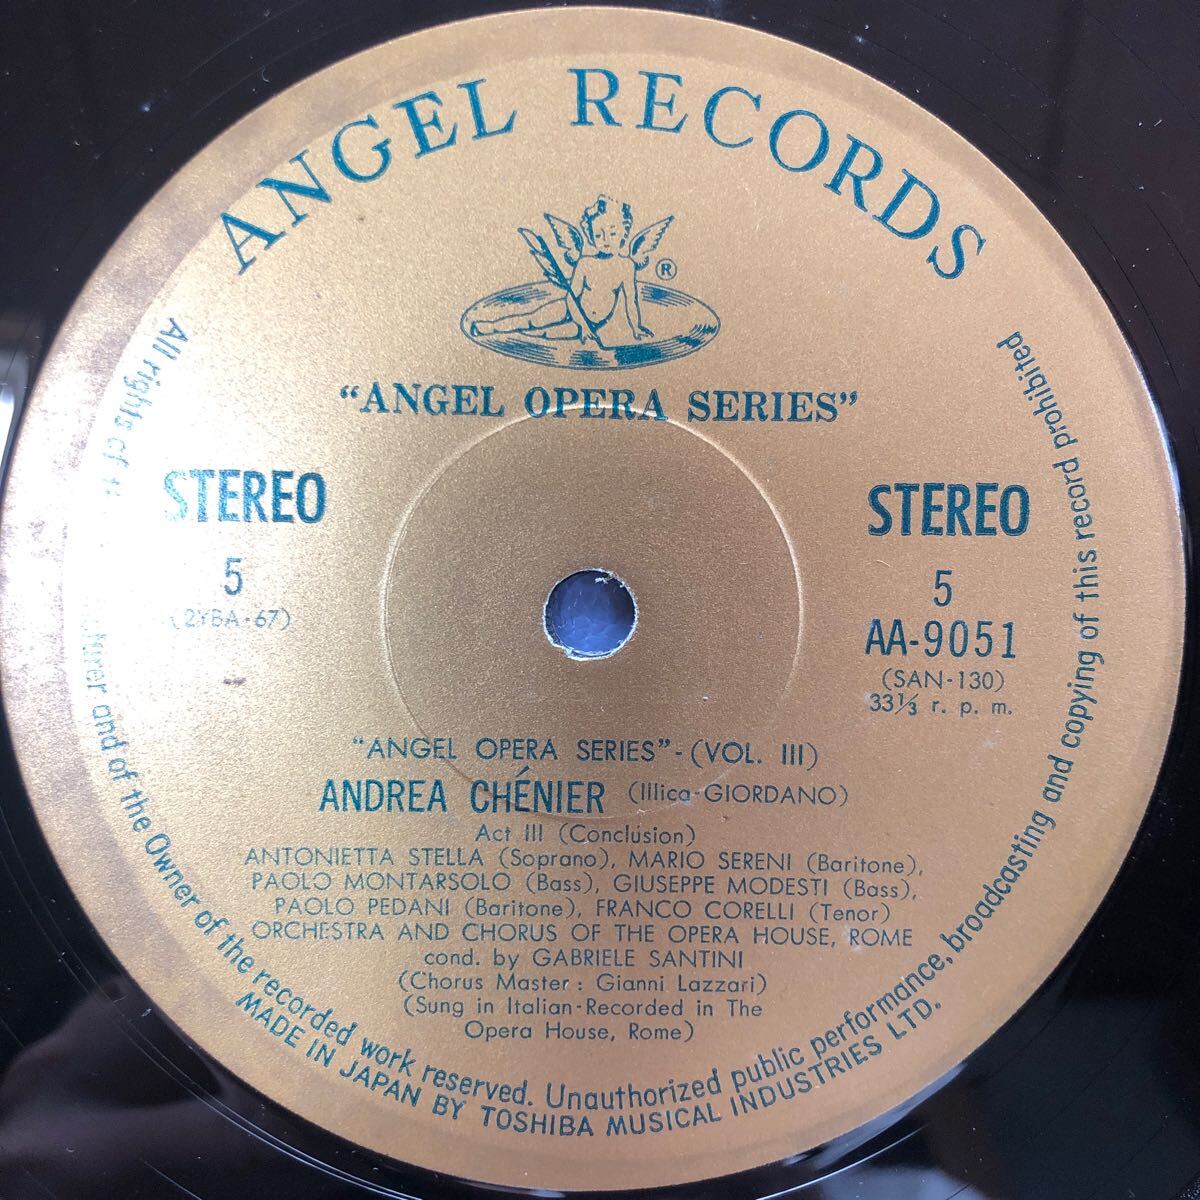 ANGEL RECORDS
®
"ANGEL OPERA SERIES"
STEREO
5
(2YBA-67)
STEREO
5
AA-9051
(SAN-130)
33⅓ r. p. m.
"ANGEL OPERA SERIES"-(VOL. III)
ANDREA CHÉNIER (Illica-GIORDANO)
Act III (Conclusion)
ANTONIETTA STELLA (Soprano), MARIO SERENI (Baritone),
PAOLO MONTARSOLO (Bass), GIUSEPPE MODESTI (Bass),
PAOLO PEDANI (Baritone), FRANCO CORELLI (Tenor)
ORCHESTRA AND CHORUS OF THE OPERA HOUSE, ROME
cond. by GABRIELE SANTINI
(Chorus Master: Gianni Lazzari)
(Sung in Italian-Recorded in The
Opera House, Rome)
All rights of and of the Owner of the recorded work reserved. Unauthorized public performance, broadcasting and copying of this record prohibited
MADE IN JAPAN BY TOSHIBA MUSICAL INDUSTRIES LTD.